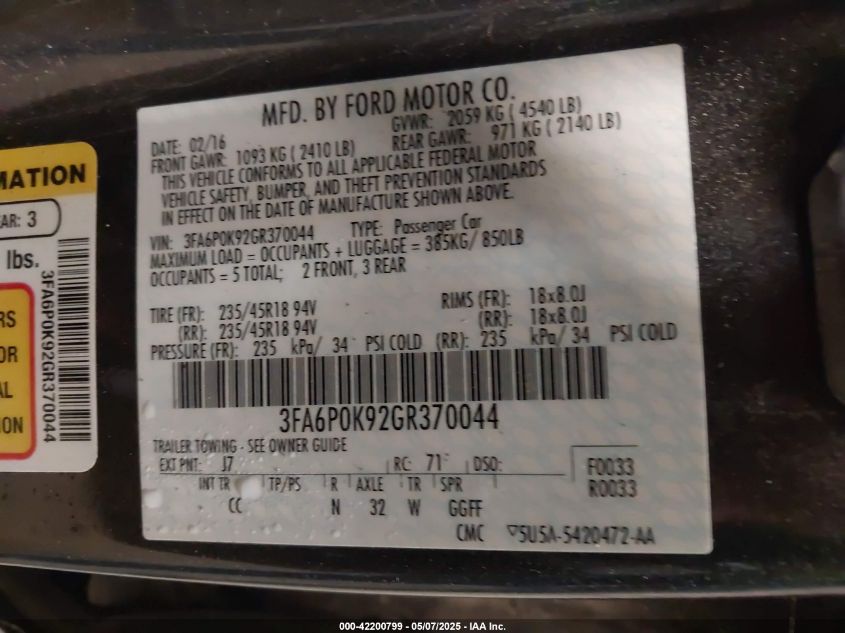 MFD. BY FORD MOTOR CO.
DATE: 02/16 GVWR: 2059 KG ( 4540 LB)
FRONT GAWR: 1093 KG ( 2410 LB) REAR GAWR: 971 KG ( 2140 LB)
THIS VEHICLE CONFORMS TO ALL APPLICABLE FEDERAL MOTOR
VEHICLE SAFETY, BUMPER, AND THEFT PREVENTION STANDARDS
IN EFFECT ON THE DATE OF MANUFACTURE SHOWN ABOVE.
VIN: 3FA6P0K92GR370044 TYPE: Passenger Car
MAXIMUM LOAD = OCCUPANTS + LUGGAGE = 385KG/ 850LB
OCCUPANTS = 5 TOTAL; 2 FRONT, 3 REAR
TIRE (FR): 235/45R18 94V RIMS (FR): 18x8.0J
(RR): 235/45R18 94V (RR): 18x8.0J
PRESSURE (FR): 235 kPa/ 34 PSI COLD (RR): 235 kPa/ 34 PSI COLD
3FA6P0K92GR370044
TRAILER TOWING - SEE OWNER GUIDE
EXT PNT: J7 RC: 71 DSO: F0033
R0033
INT TR TP/PS R AXLE TR SPR
CC N 32 W GGFF
CMC 5U5A-5420472-AA
MATION
AR: 3
lbs.
RS
OR
AL
ION
3FA6P0K92GR370044
000-42200799 - 05/07/2025 - IAA Inc.